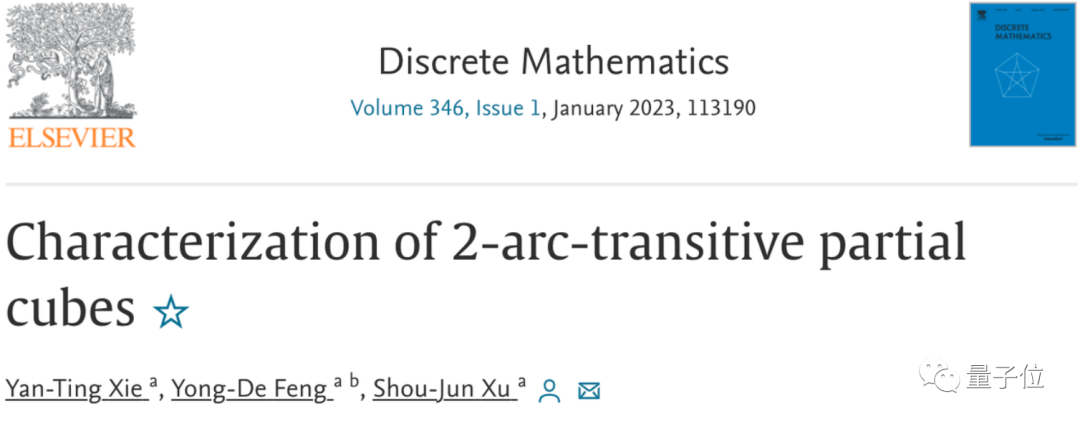 ELSEVIER
Discrete Mathematics
Volume 346, Issue 1, January 2023, 113190
DISCRETE
MATHEMATICS
Characterization of 2-arc-transitive partial
cubes ☆
Yan-Ting Xie a, Yong-De Feng a b, Shou-Jun Xu a
量子位